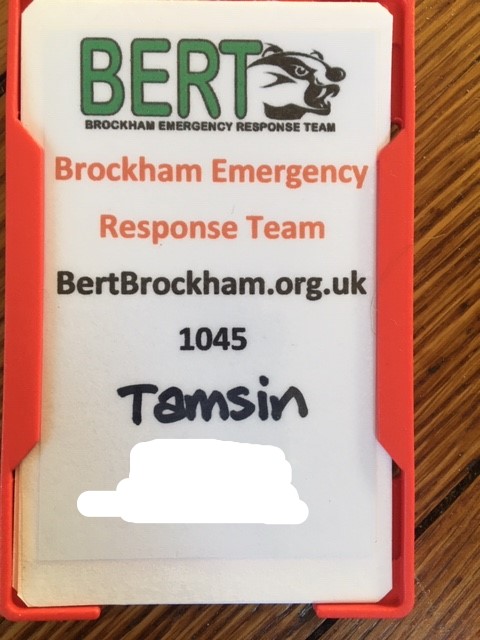 BERT
BROCKHAM EMERGENCY RESPONSE TEAM
Brockham Emergency
Response Team
BertBrockham.org.uk
1045
Tamsin